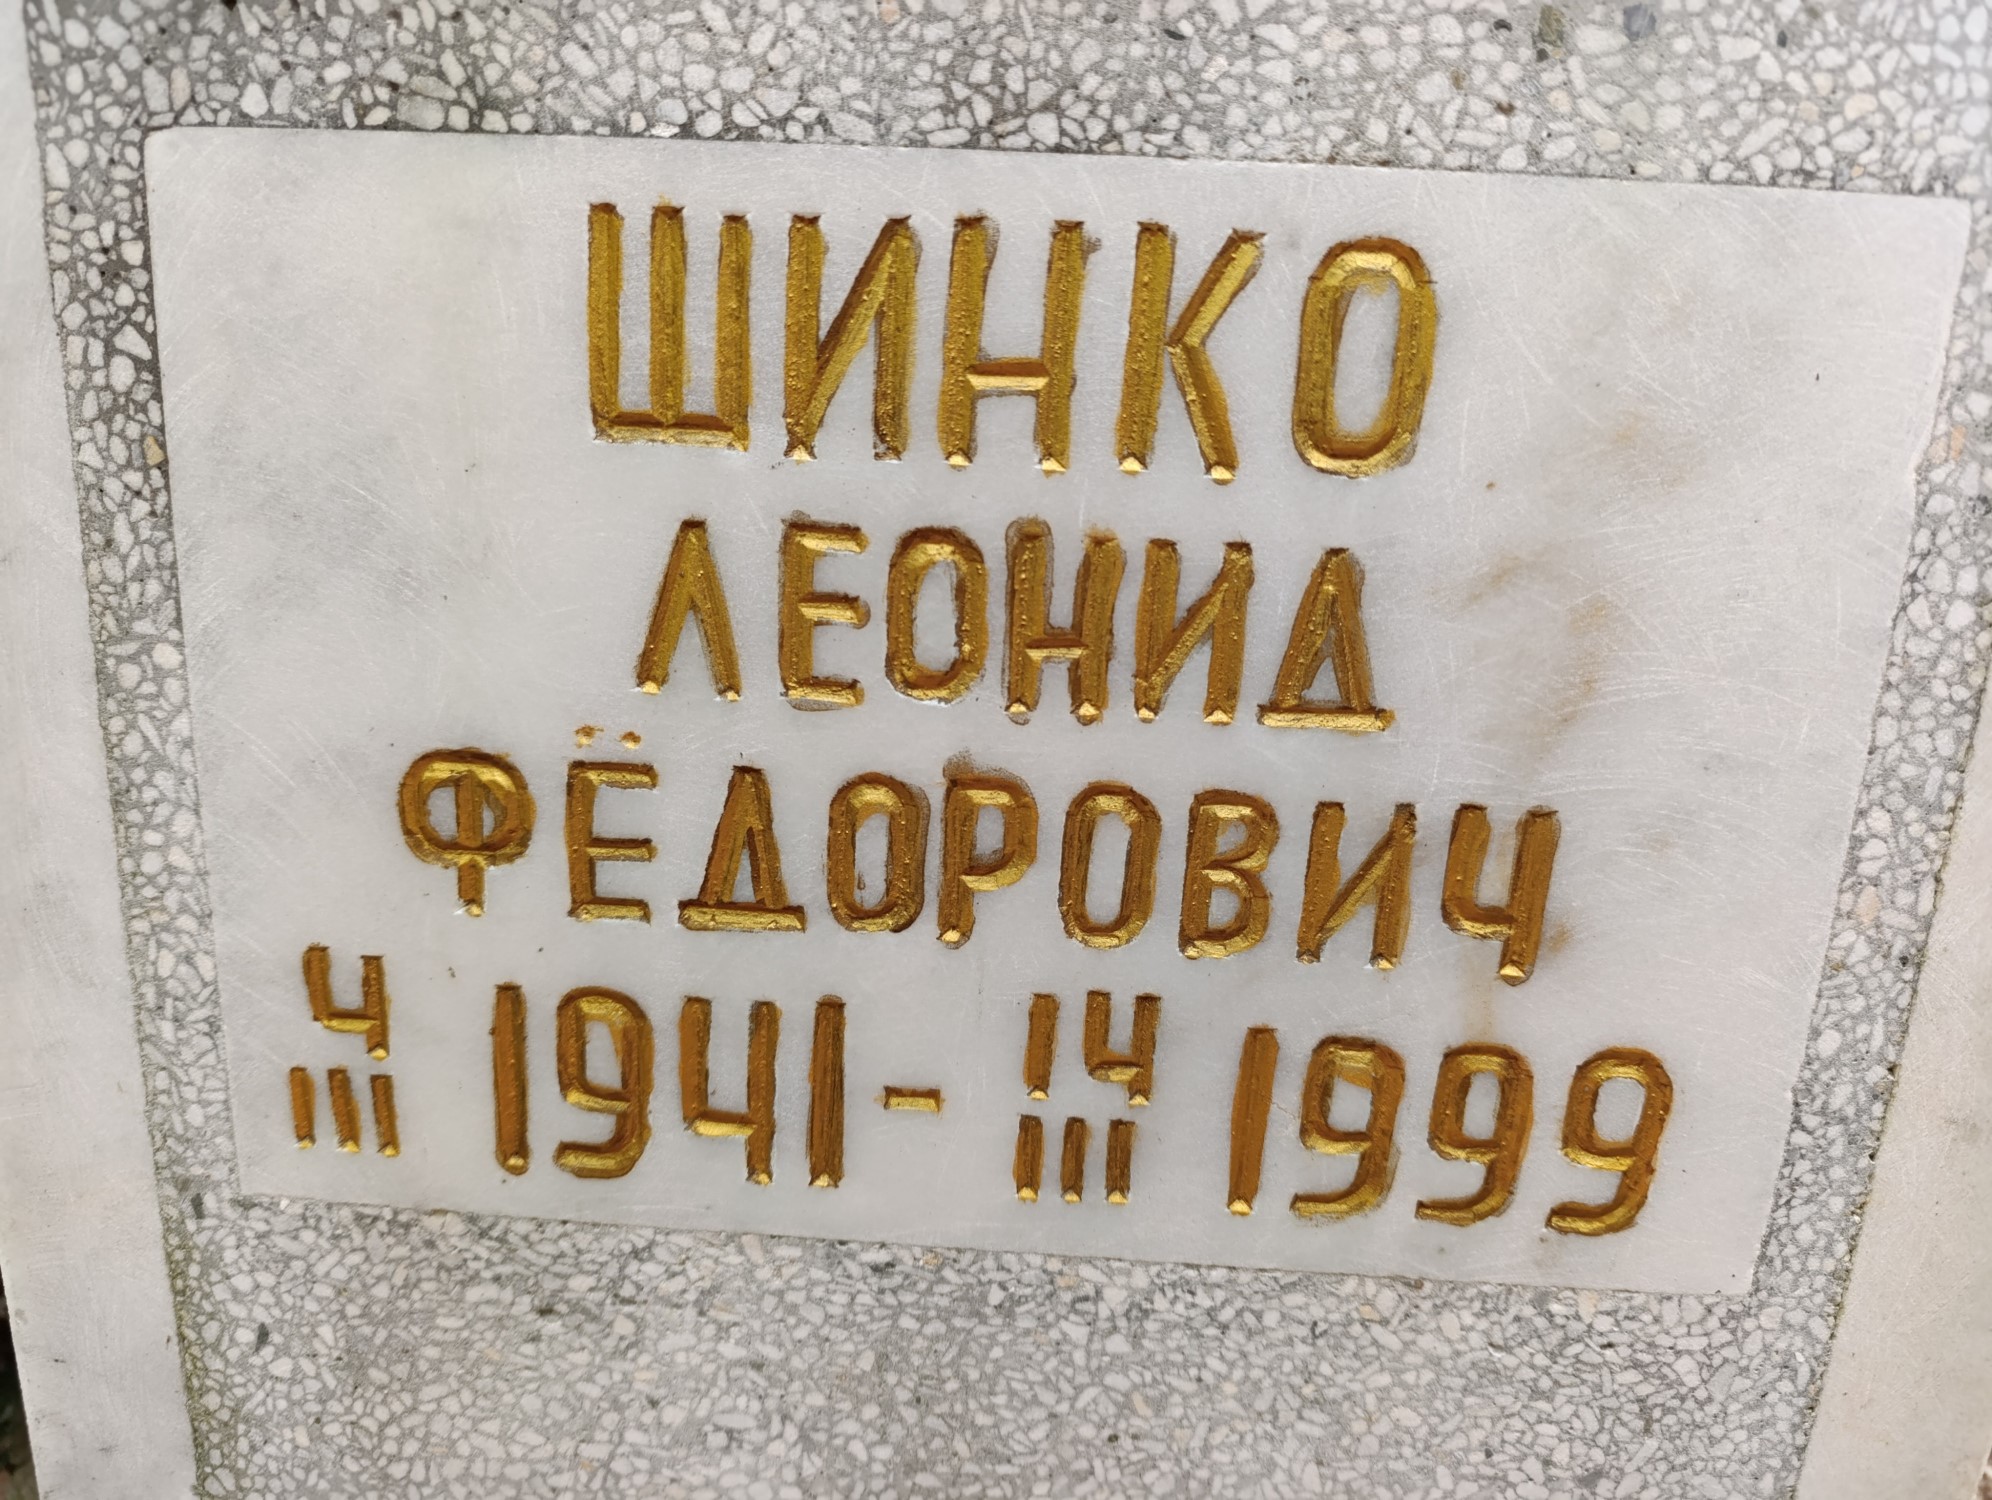 ШИНКО
ЛЕОНИД
ФЁДОРОВИЧ
4/III 1941 - 14/III 1999